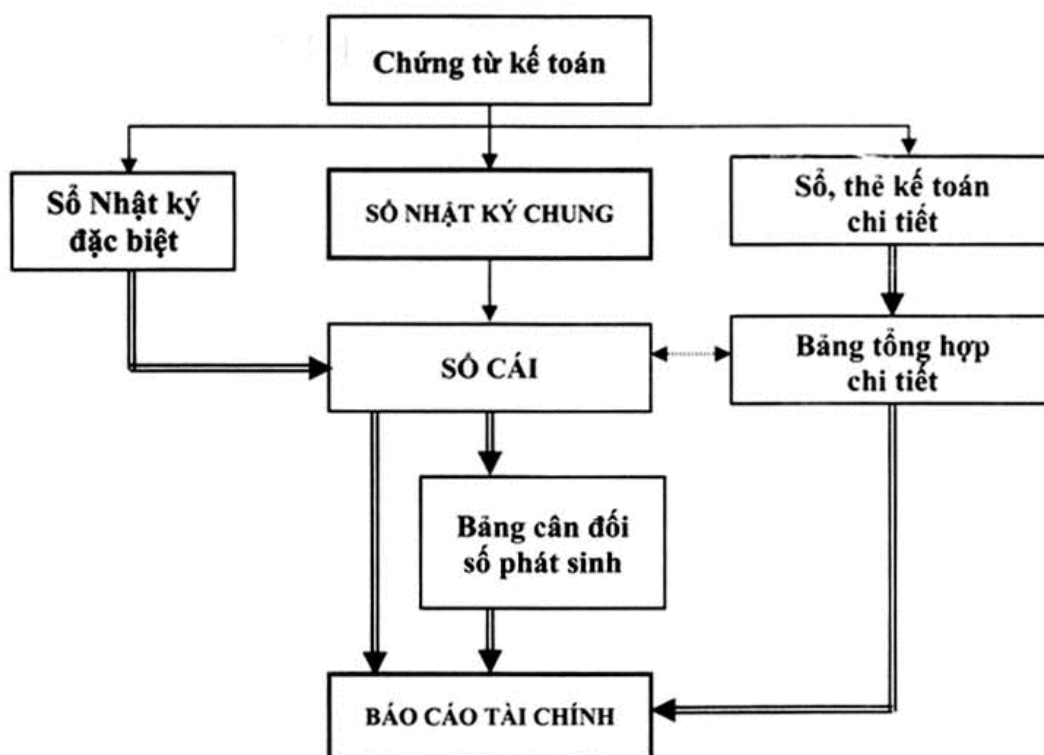 Chứng từ kế toán
Sổ Nhật ký
đặc biệt
SỔ NHẬT KÝ CHUNG
Sổ, thẻ kế toán
chi tiết
SỔ CÁI
Bảng tổng hợp
chi tiết
Bảng cân đối
số phát sinh
BÁO CÁO TÀI CHÍNH